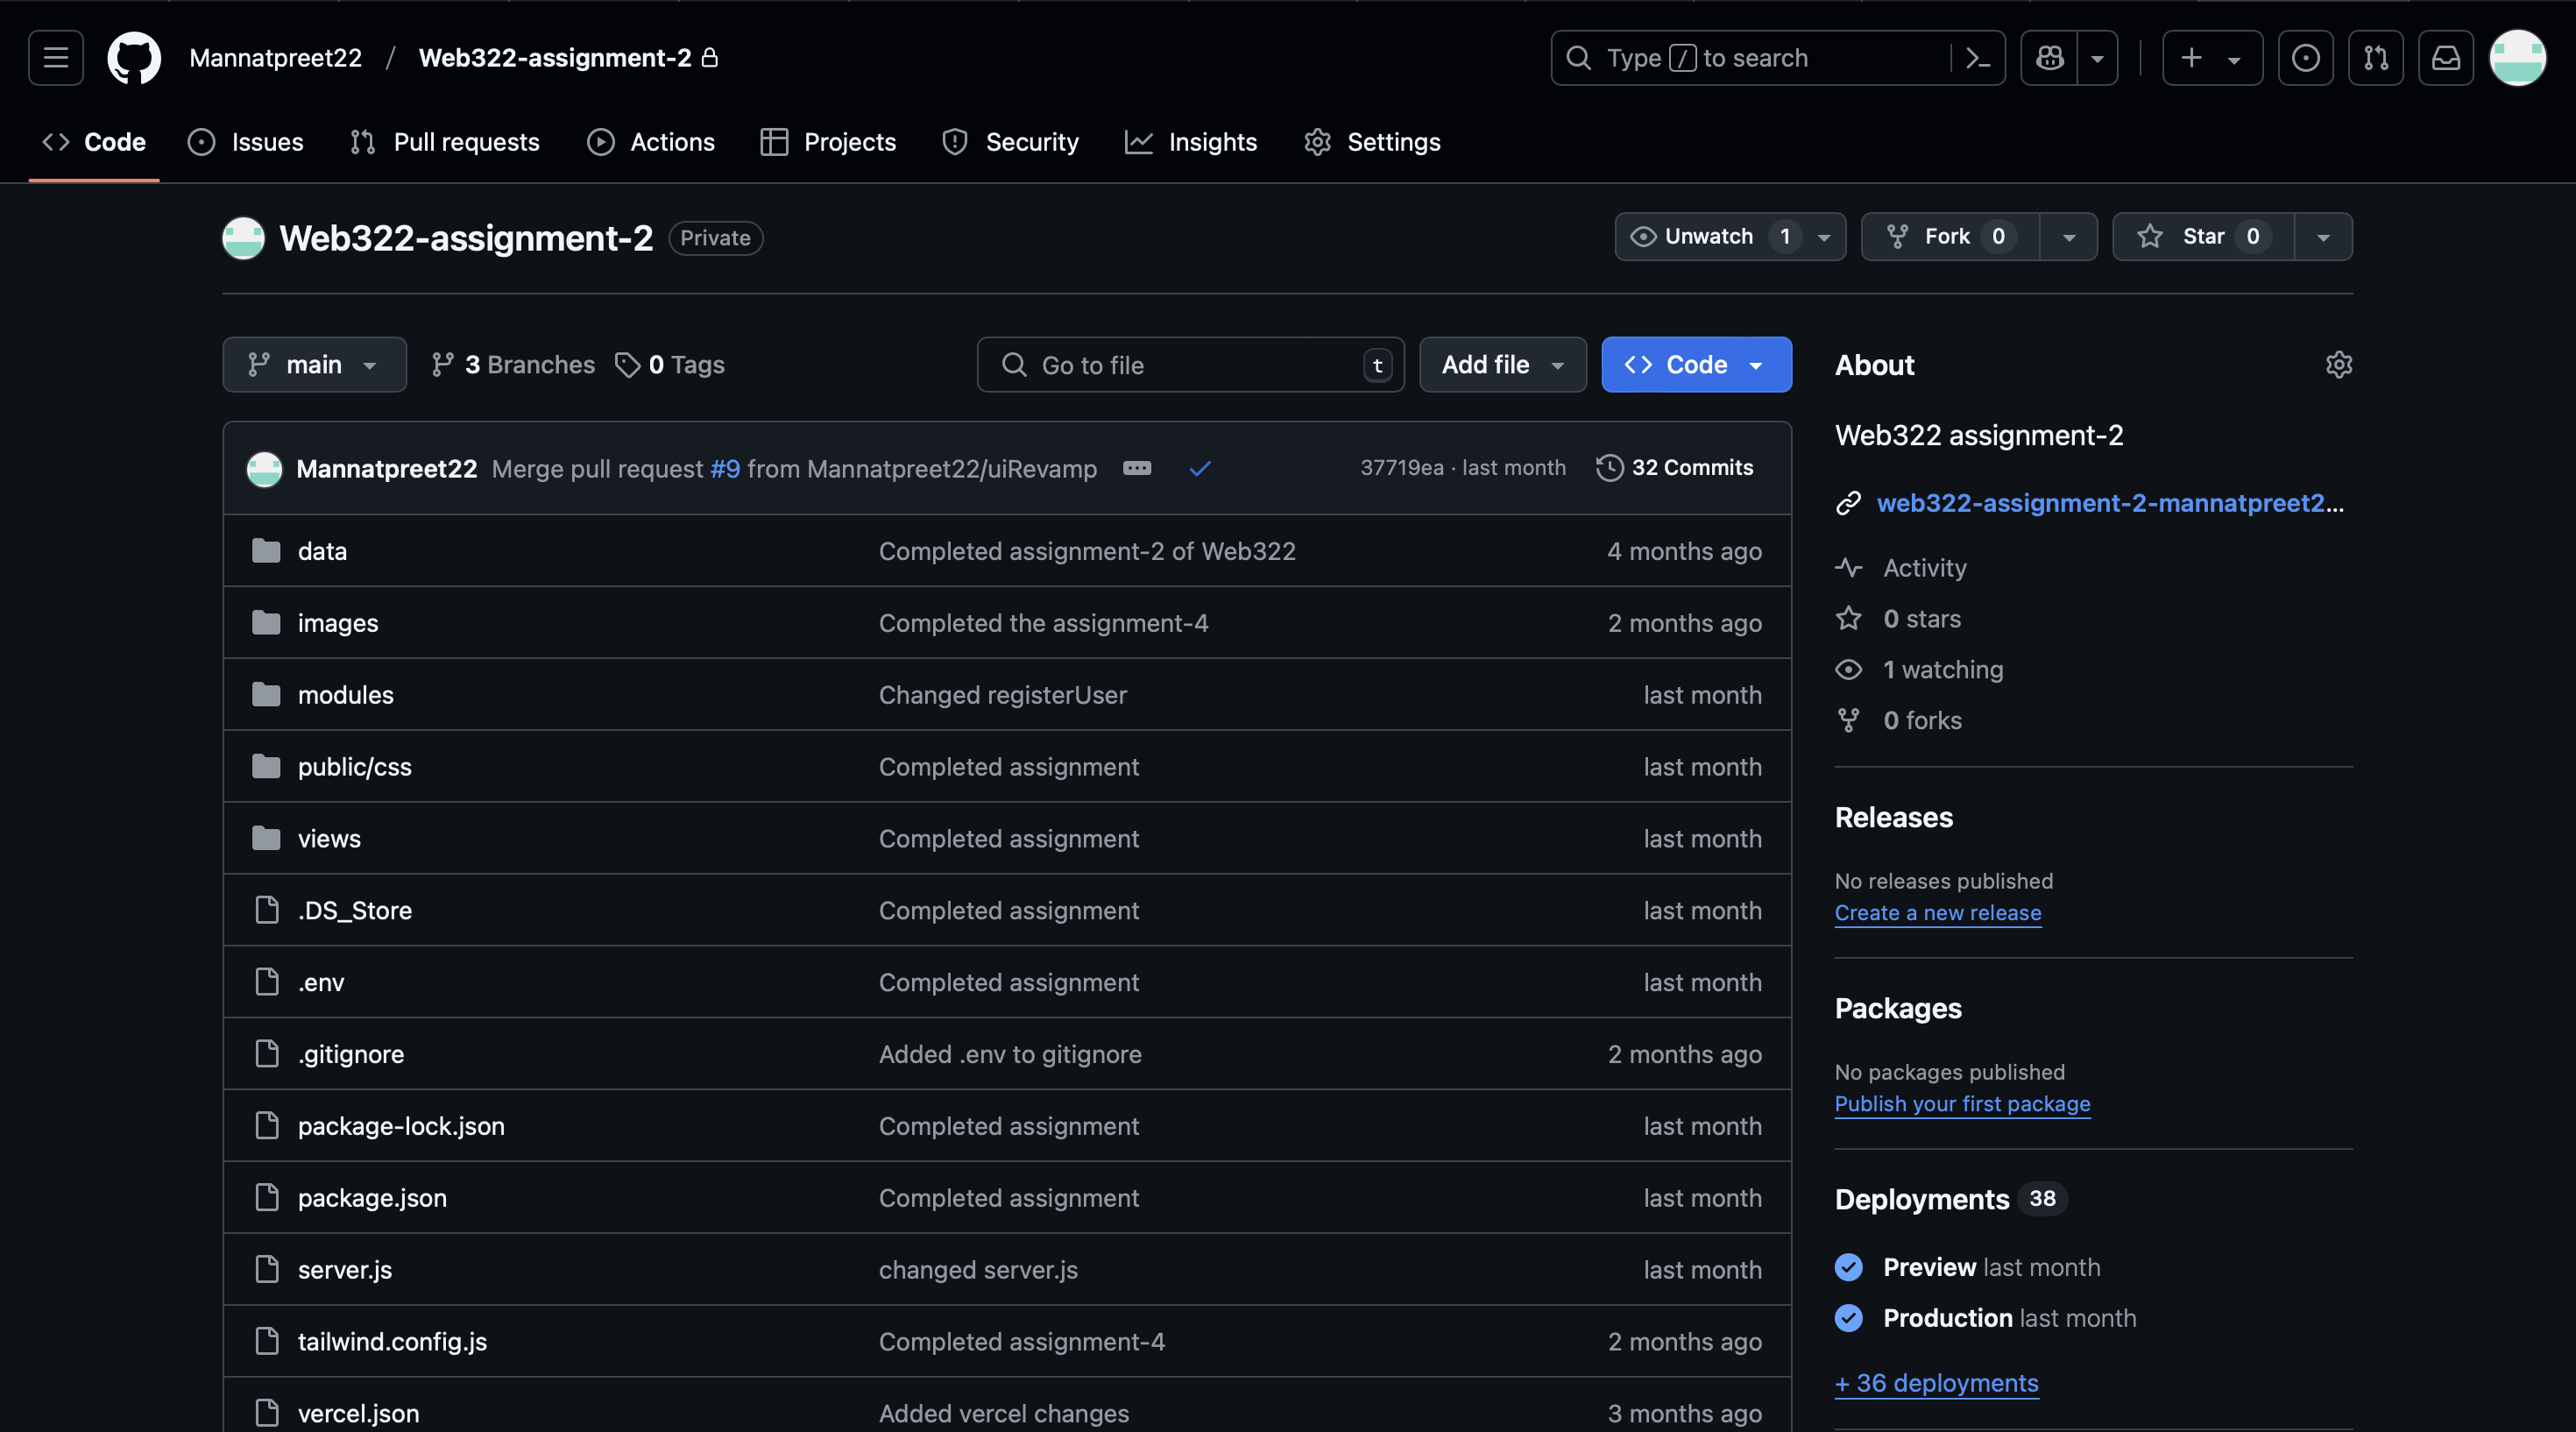 Mannatpreet22 / Web322-assignment-2
Type / to search
Code Issues Pull requests Actions Projects Security Insights Settings
Web322-assignment-2 Private
Unwatch 1 Fork 0 Star 0
main 3 Branches 0 Tags
Go to file t Add file Code
Mannatpreet22 Merge pull request #9 from Mannatpreet22/uiRevamp 37719ea · last month 32 Commits
data Completed assignment-2 of Web322 4 months ago
images Completed the assignment-4 2 months ago
modules Changed registerUser last month
public/css Completed assignment last month
views Completed assignment last month
.DS_Store Completed assignment last month
.env Completed assignment last month
.gitignore Added .env to gitignore 2 months ago
package-lock.json Completed assignment last month
package.json Completed assignment last month
server.js changed server.js last month
tailwind.config.js Completed assignment-4 2 months ago
vercel.json Added vercel changes 3 months ago
About
Web322 assignment-2
web322-assignment-2-mannatpreet2...
Activity
0 stars
1 watching
0 forks
Releases
No releases published
Create a new release
Packages
No packages published
Publish your first package
Deployments 38
Preview last month
Production last month
+ 36 deployments